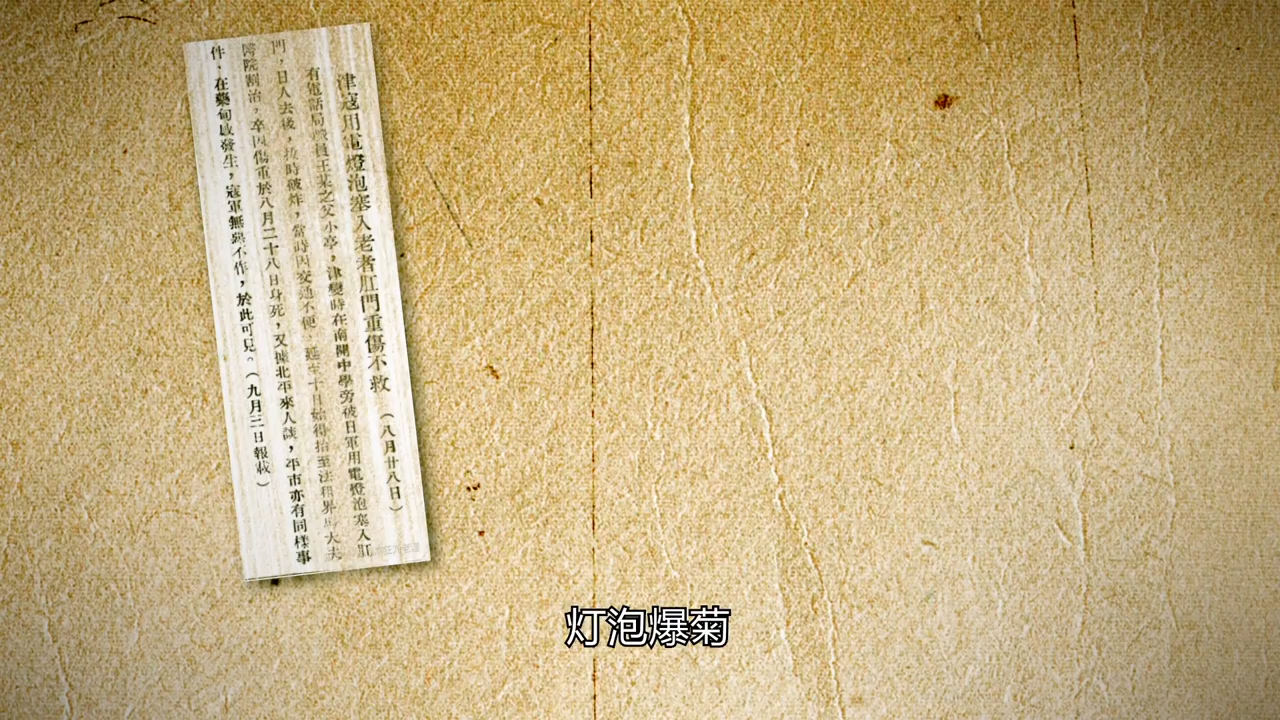 津寇用電燈泡塞入老者肛門重傷不救（八月廿八日）
有電話局職員王某之父小亭，津變時在南開中學旁被日軍用電燈泡塞入肛
門，日人去後，按時破炸，當時因交通不便，延至十日始得抬至法租界馬大夫
醫院割治，卒因傷重於八月二十八日身死，又據北平來人談，平市亦有同樣事
件，在藥甸邸發生，寇軍無惡不作，於此可見。（九月三日報載）
灯泡爆菊